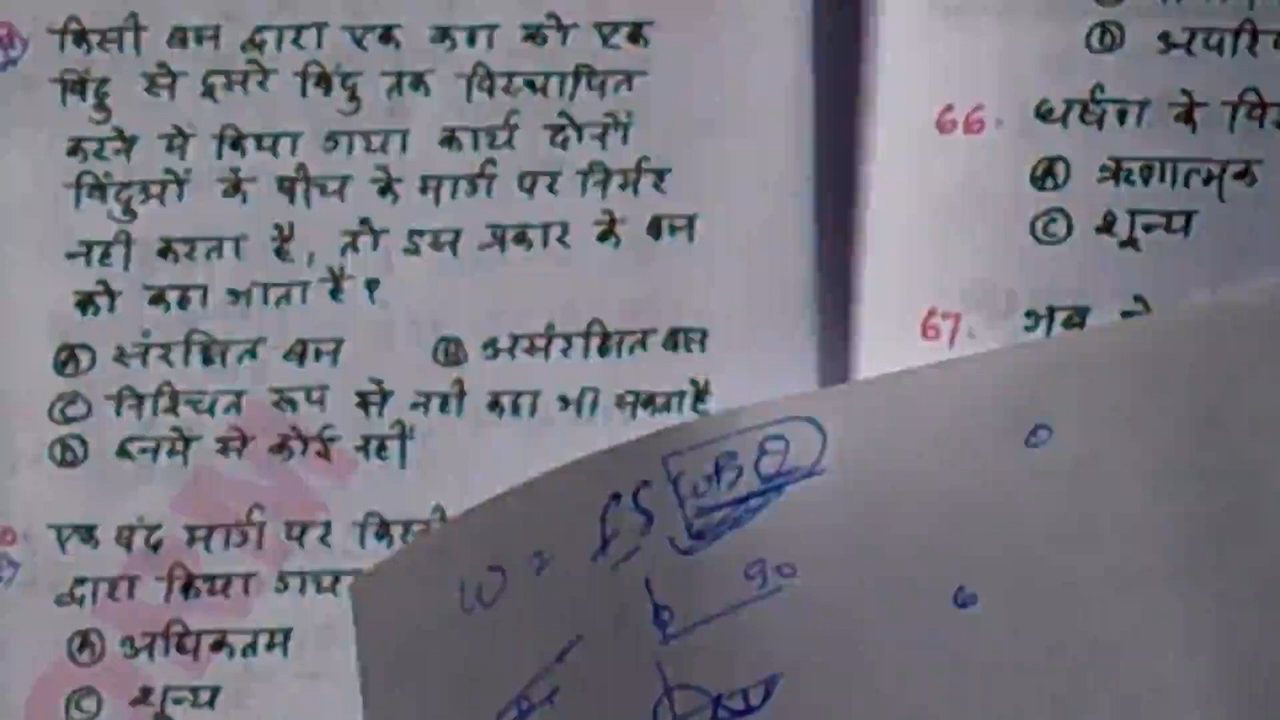 किसी बल द्वारा एक कण को एक
बिंदु से दूसरे बिंदु तक विस्थापित
करने में किया गया कार्य दोनों
बिंदुओं के बीच के मार्ग पर निर्भर
नहीं करता है, तो इस प्रकार के बल
को कहा जाता है?
(A) संरक्षित बल (B) असंरक्षित बल
(C) निश्चित रूप से नहीं कहा जा सकता है
(D) इनमें से कोई नहीं
एक बंद मार्ग पर किसी
द्वारा किया गया
(A) अधिकतम
(C) शून्य
(D)
66. घर्षण के
(A) ऋणात्मक
(C) शून्य
67. जब
W = FS
90